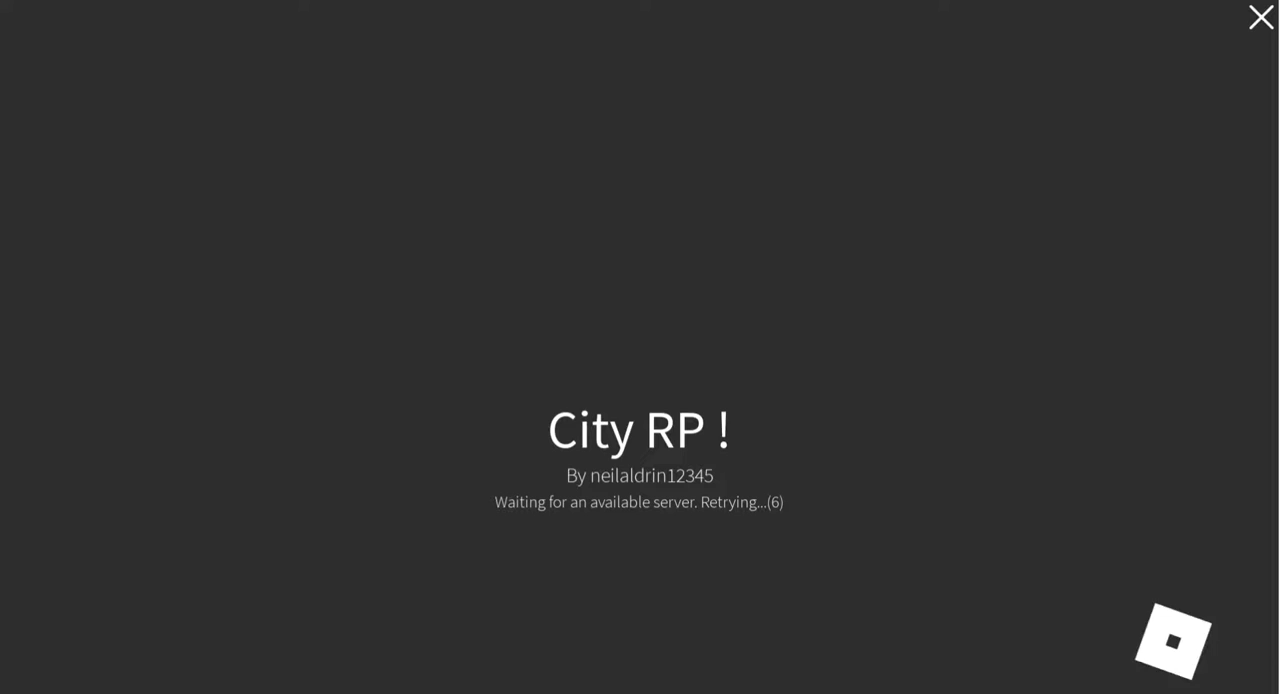 City RP !
By neilaldrin12345
Waiting for an available server. Retrying...(6)